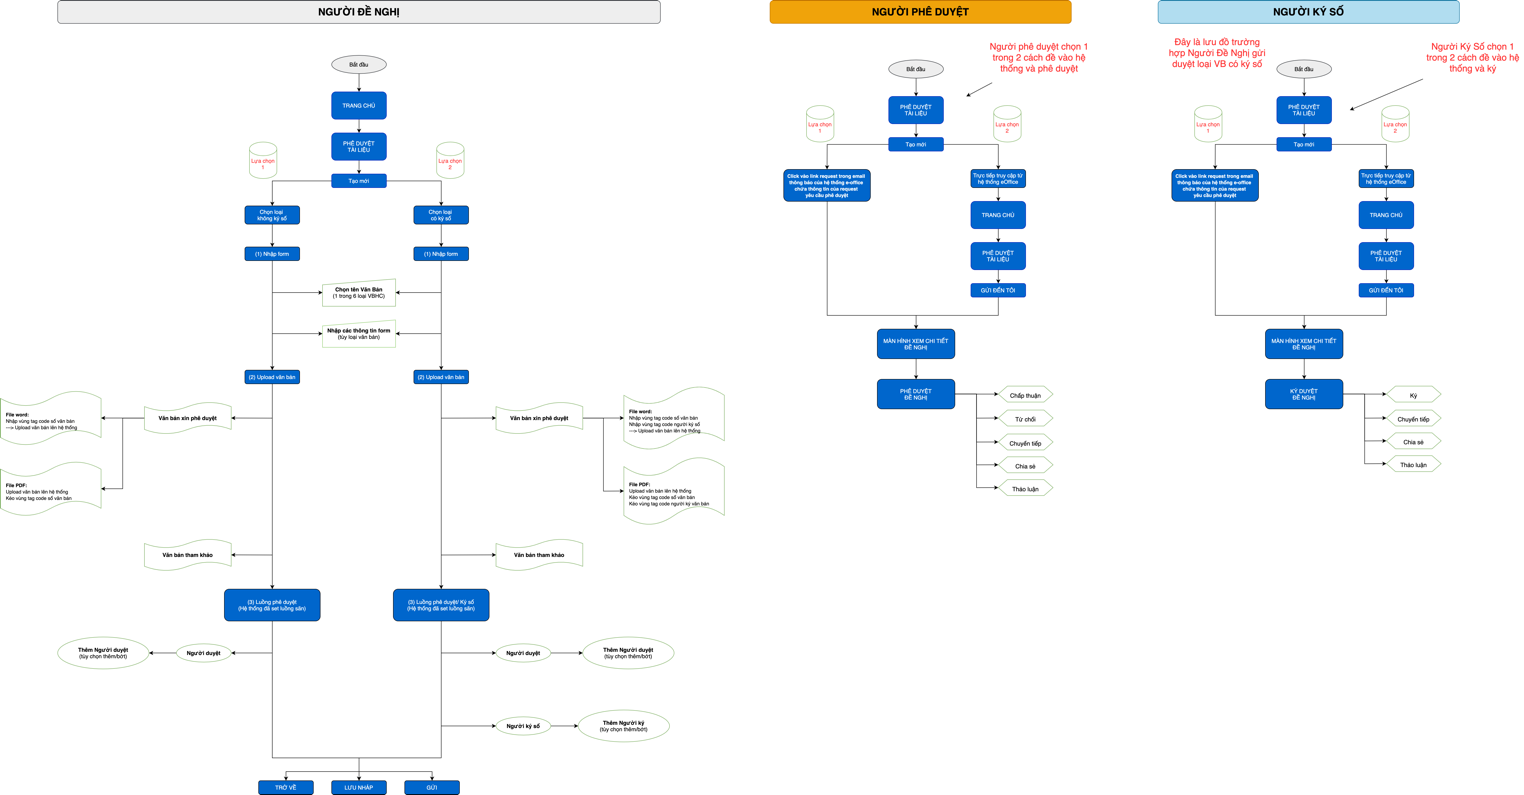 NGƯỜI ĐỀ NGHỊ
Bắt đầu
TRANG CHỦ
PHÊ DUYỆT
TÀI LIỆU
Lựa chọn
1
Lựa chọn
2
Tạo mới
Chọn loại
không ký số
Chọn loại
có ký số
(1) Nhập form
(1) Nhập form
Chọn tên Văn Bản
(1 trong 6 loại VBHC)
Nhập các thông tin form
(tùy loại văn bản)
(2) Upload văn bản
(2) Upload văn bản
File word:
Nhập vùng tag code số văn bản
---> Upload văn bản lên hệ thống
Văn bản xin phê duyệt
Văn bản xin phê duyệt
File word:
Nhập vùng tag code số văn bản
Nhập vùng tag code người ký số
---> Upload văn bản lên hệ thống
File PDF:
Upload văn bản lên hệ thống
Kéo vùng tag code số văn bản
File PDF:
Upload văn bản lên hệ thống
Kéo vùng tag code số văn bản
Kéo vùng tag code người ký văn bản
Văn bản tham khảo
Văn bản tham khảo
(3) Luồng phê duyệt
(Hệ thống đã set luồng sẵn)
(3) Luồng phê duyệt/ Ký số
(Hệ thống đã set luồng sẵn)
Thêm Người duyệt
(tùy chọn thêm/bớt)
Người duyệt
Người duyệt
Thêm Người duyệt
(tùy chọn thêm/bớt)
Người ký số
Thêm Người ký
(tùy chọn thêm/bớt)
TRỞ VỀ
LƯU NHÁP
GỬI
NGƯỜI PHÊ DUYỆT
Người phê duyệt chọn 1
trong 2 cách để vào hệ
thống và phê duyệt
Bắt đầu
PHÊ DUYỆT
TÀI LIỆU
Lựa chọn
1
Lựa chọn
2
Tạo mới
Click vào link request trong email
thông báo của hệ thống e-office
chứa thông tin của request
yêu cầu phê duyệt
Trực tiếp truy cập từ
hệ thống eOffice
TRANG CHỦ
PHÊ DUYỆT
TÀI LIỆU
GỬI ĐẾN TÔI
MÀN HÌNH XEM CHI TIẾT
ĐỀ NGHỊ
PHÊ DUYỆT
ĐỀ NGHỊ
Chấp thuận
Từ chối
Chuyển tiếp
Chia sẻ
Thảo luận
NGƯỜI KÝ SỐ
Đây là lưu đồ trường
hợp Người Đề Nghị gửi
duyệt loại VB có ký số
Người Ký Số chọn 1
trong 2 cách để vào hệ
thống và ký
Bắt đầu
PHÊ DUYỆT
TÀI LIỆU
Lựa chọn
1
Lựa chọn
2
Tạo mới
Click vào link request trong email
thông báo của hệ thống e-office
chứa thông tin của request
yêu cầu phê duyệt
Trực tiếp truy cập từ
hệ thống eOffice
TRANG CHỦ
PHÊ DUYỆT
TÀI LIỆU
GỬI ĐẾN TÔI
MÀN HÌNH XEM CHI TIẾT
ĐỀ NGHỊ
KÝ DUYỆT
ĐỀ NGHỊ
Ký
Chuyển tiếp
Chia sẻ
Thảo luận